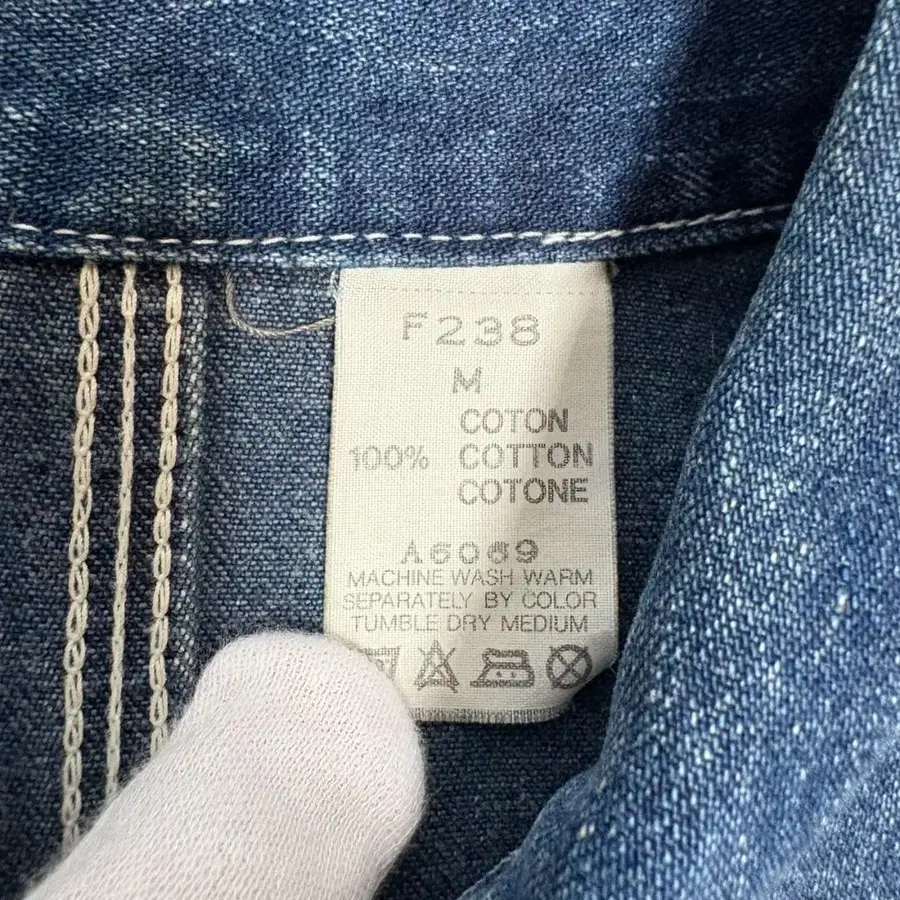 F238
M
COTON
100% COTTON
COTONE
A6069
MACHINE WASH WARM
SEPARATELY BY COLOR
TUMBLE DRY MEDIUM